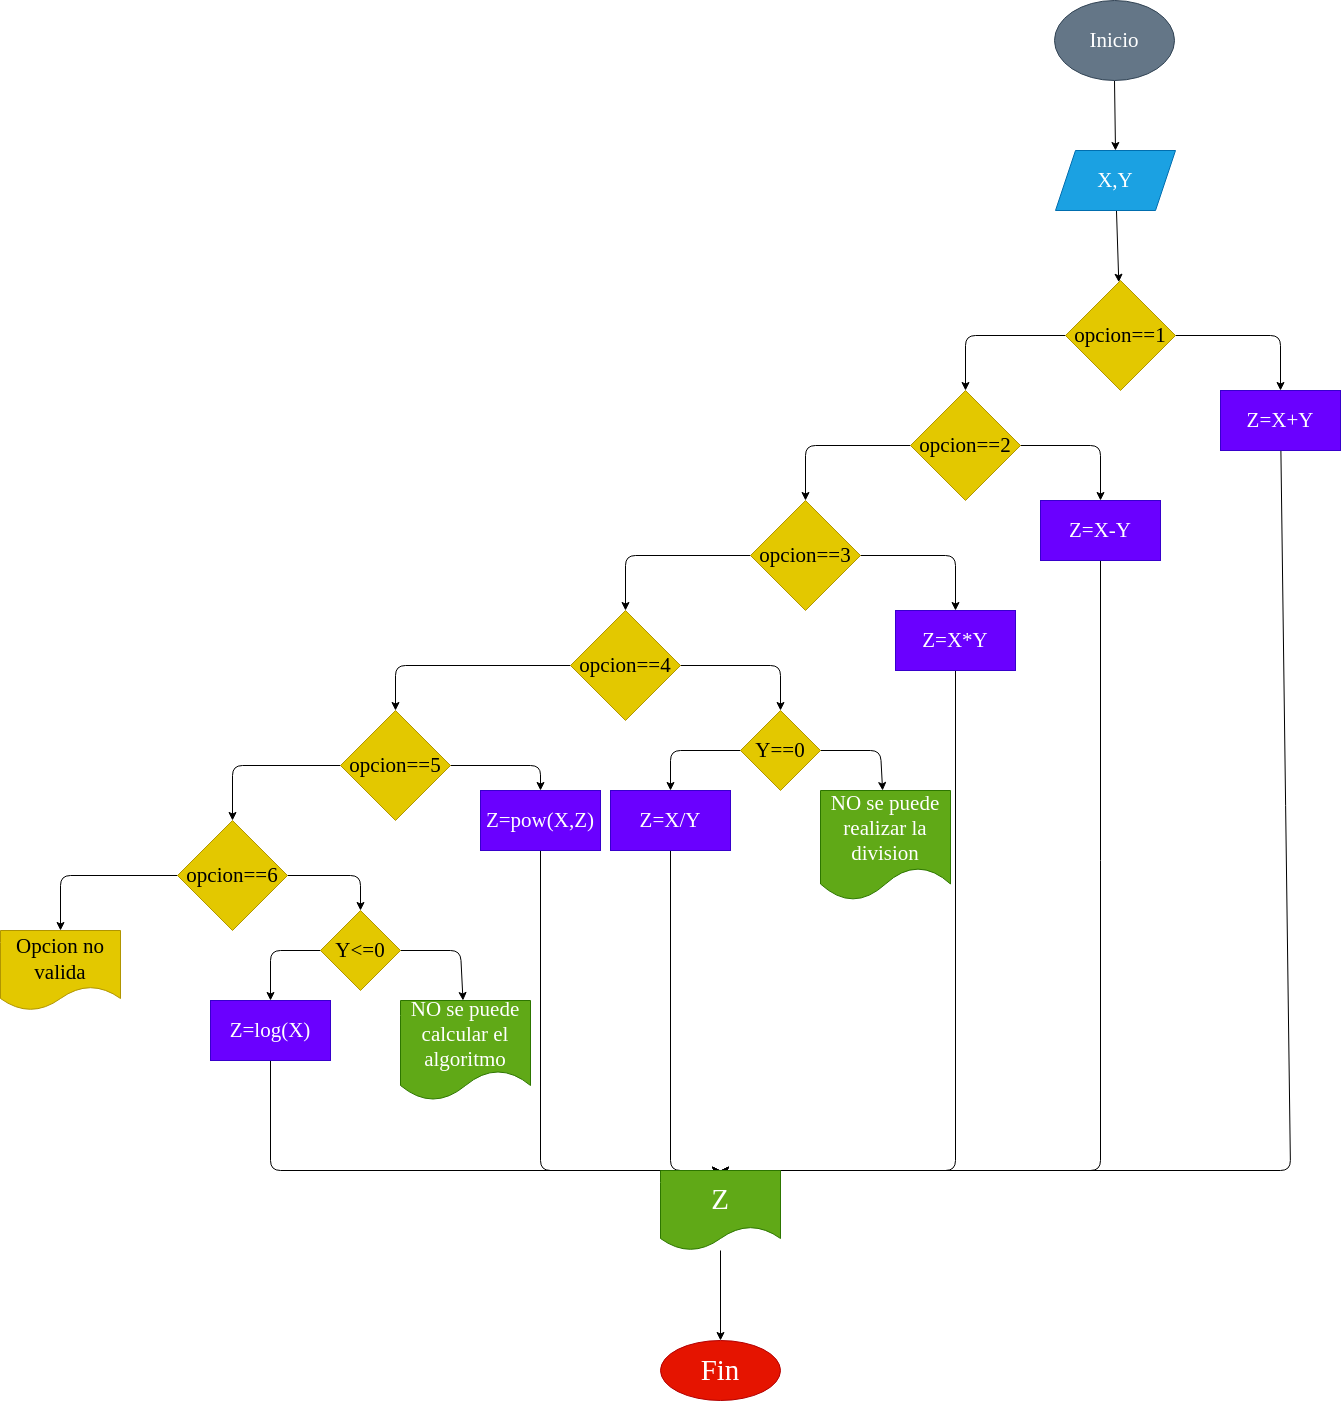 Inicio
X,Y
opcion==1
Z=X+Y
opcion==2
Z=X-Y
opcion==3
Z=X*Y
opcion==4
Y==0
opcion==5
Z=pow(X,Z)
Z=X/Y
NO se puede
realizar la
division
opcion==6
Y<=0
Opcion no
valida
Z=log(X)
NO se puede
calcular el
algoritmo
Z
Fin